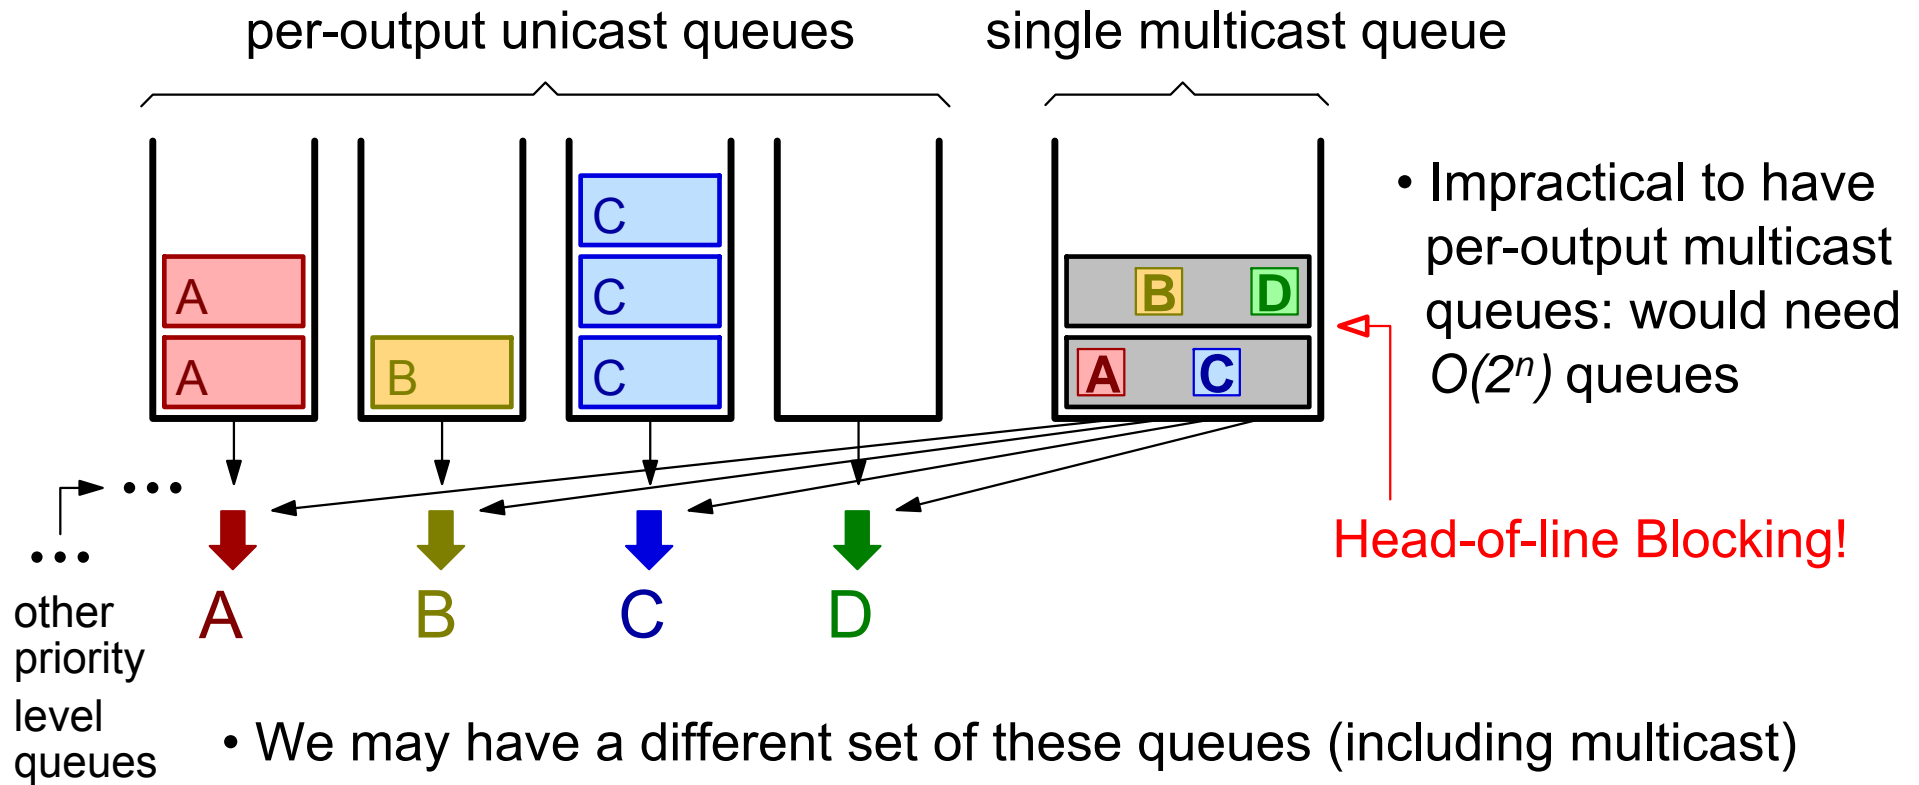 per-output unicast queues
single multicast queue
C
A
C
B
D
A
B
C
A
C
• Impractical to have
per-output multicast
queues: would need
O(2ⁿ) queues
•••
•••
Head-of-line Blocking!
A
B
C
D
other
priority
level
queues
• We may have a different set of these queues (including multicast)